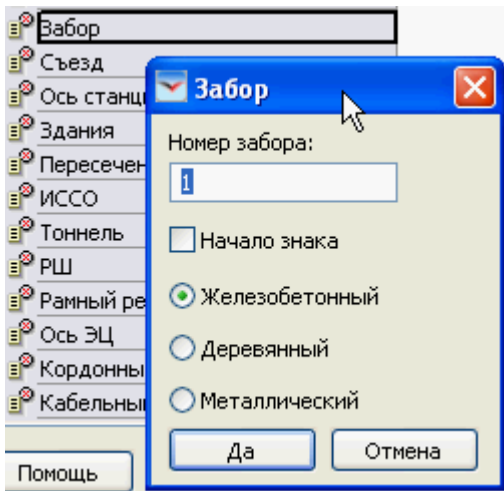 Забор
Съезд
Ось станц
Здания
Пересечен
ИССО
Тоннель
РШ
Рамный ре
Ось ЭЦ
Кордонны
Кабельны
Помощь
Забор
Номер забора:
1
Начало знака
Железобетонный
Деревянный
Металлический
Да
Отмена